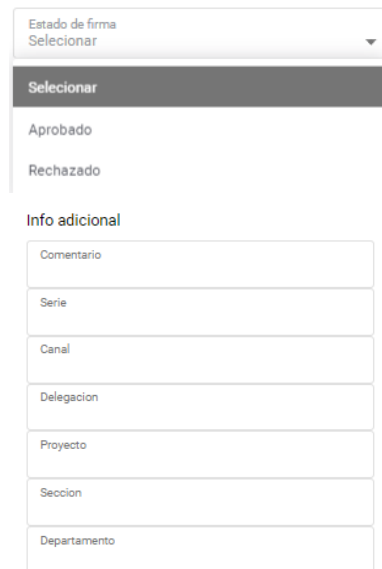 Estado de firma
Selecionar
Selecionar
Aprobado
Rechazado
Info adicional
Comentario
Serie
Canal
Delegacion
Proyecto
Seccion
Departamento